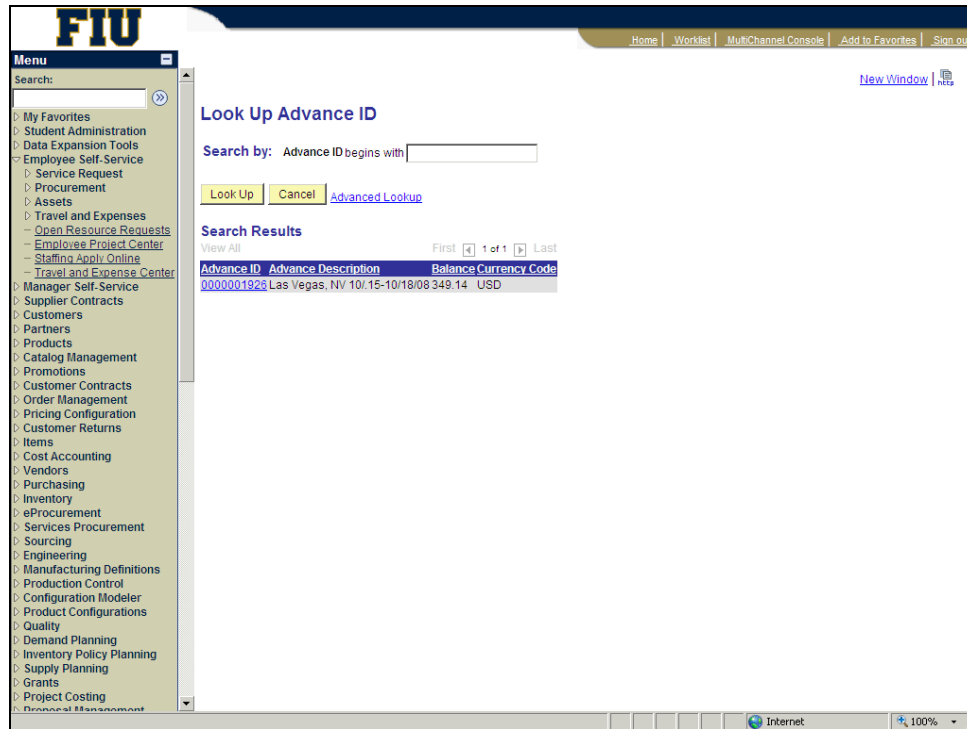 FIU
Home | Worklist | MultiChannel Console | Add to Favorites | Sign ou
Menu
Search:
My Favorites
Student Administration
Data Expansion Tools
Employee Self-Service
Service Request
Procurement
Assets
Travel and Expenses
Open Resource Requests
Employee Project Center
Staffing Apply Online
Travel and Expense Center
Manager Self-Service
Supplier Contracts
Customers
Partners
Products
Catalog Management
Promotions
Customer Contracts
Order Management
Pricing Configuration
Customer Returns
Items
Cost Accounting
Vendors
Purchasing
Inventory
eProcurement
Services Procurement
Sourcing
Engineering
Manufacturing Definitions
Production Control
Configuration Modeler
Product Configurations
Quality
Demand Planning
Inventory Policy Planning
Supply Planning
Grants
Project Costing
Proposal Management
New Window | http
Look Up Advance ID
Search by: Advance ID begins with
Look Up Cancel Advanced Lookup
Search Results
View All First 1 of 1 Last
Advance ID Advance Description Balance Currency Code
0000001926 Las Vegas, NV 10/.15-10/18/08 349.14 USD
Internet 100%